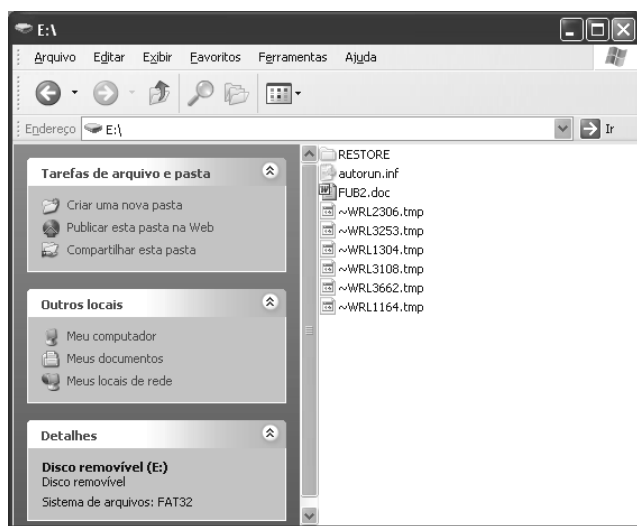 E:\
Arquivo Editar Exibir Favoritos Ferramentas Ajuda
Endereço E:\ Ir
Tarefas de arquivo e pasta
Criar uma nova pasta
Publicar esta pasta na Web
Compartilhar esta pasta
Outros locais
Meu computador
Meus documentos
Meus locais de rede
Detalhes
Disco removível (E:)
Disco removível
Sistema de arquivos: FAT32
RESTORE
autorun.inf
FUB2.doc
~WRL2306.tmp
~WRL3253.tmp
~WRL1304.tmp
~WRL3108.tmp
~WRL3662.tmp
~WRL1164.tmp